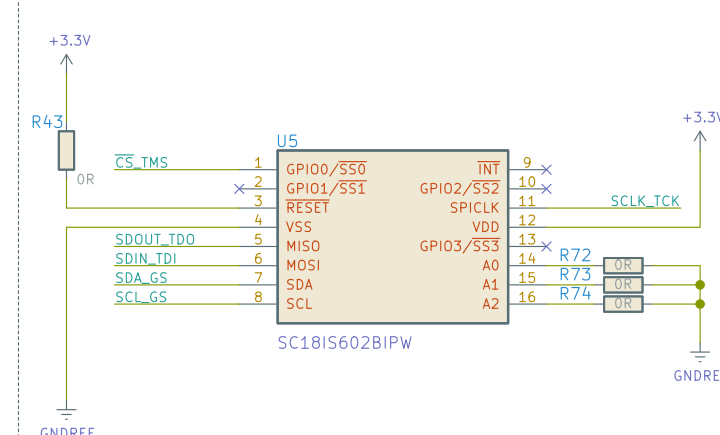 +3.3V
R43
0R
U5
+3.3V
CS_TMS 1 GPIO0/SS0 INT 9
2 GPIO1/SS1 GPIO2/SS2 10
3 RESET SPICLK 11 SCLK_TCK
4 VSS VDD 12
SDOUT_TDO 5 MISO GPIO3/SS3 13
SDIN_TDI 6 MOSI A0 14 R72 0R
SDA_GS 7 SDA A1 15 R73 0R
SCL_GS 8 SCL A2 16 R74 0R
SC18IS602BIPW
GNDRE
GNDREF